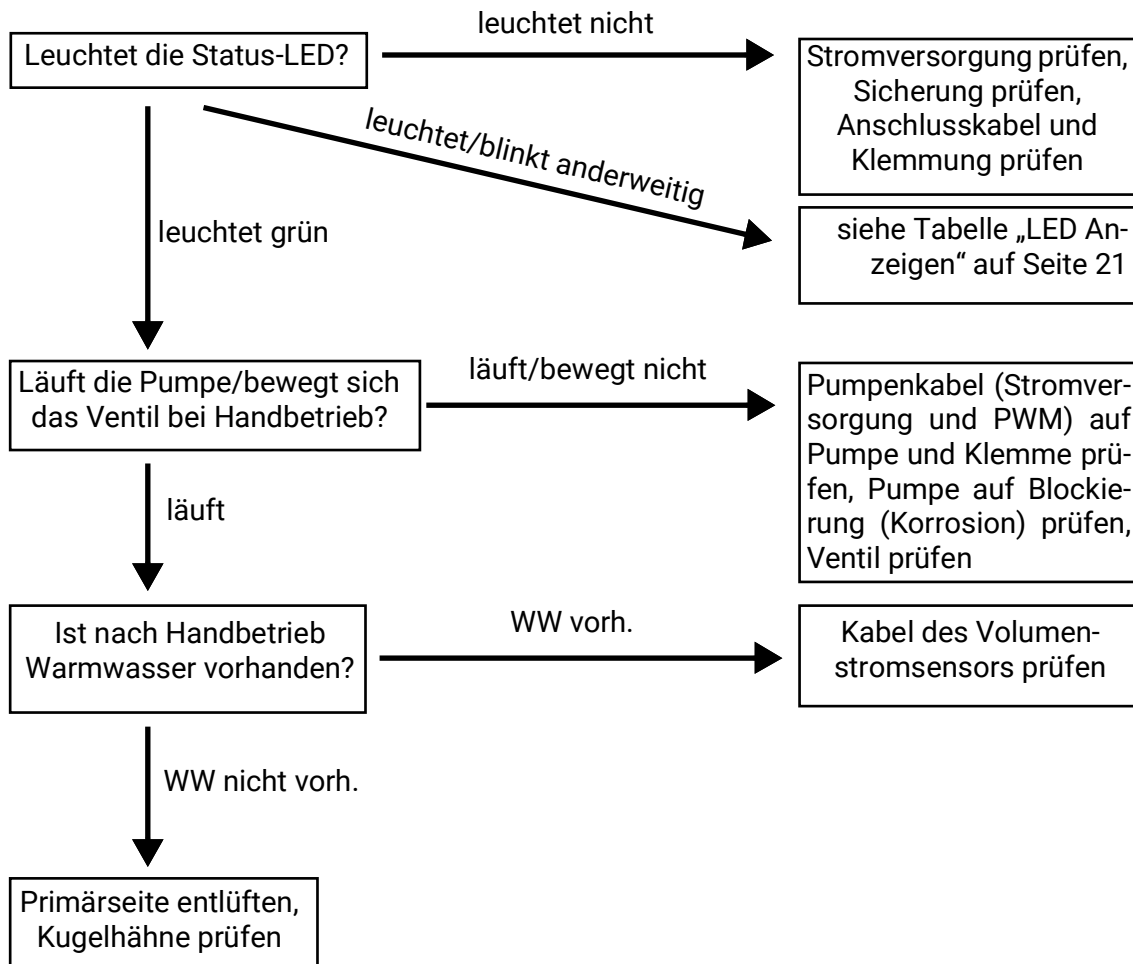 leuchtet nicht
Leuchtet die Status-LED?
Stromversorgung prüfen,
Sicherung prüfen,
Anschlusskabel und
Klemmung prüfen
leuchtet/blinkt anderweitig
leuchtet grün
siehe Tabelle „LED An-
zeigen“ auf Seite 21
Läuft die Pumpe/bewegt sich
das Ventil bei Handbetrieb?
läuft/bewegt nicht
Pumpenkabel (Stromver-
sorgung und PWM) auf
Pumpe und Klemme prü-
fen, Pumpe auf Blockie-
rung (Korrosion) prüfen,
Ventil prüfen
läuft
Ist nach Handbetrieb
Warmwasser vorhanden?
WW vorh.
Kabel des Volumen-
stromsensors prüfen
WW nicht vorh.
Primärseite entlüften,
Kugelhähne prüfen